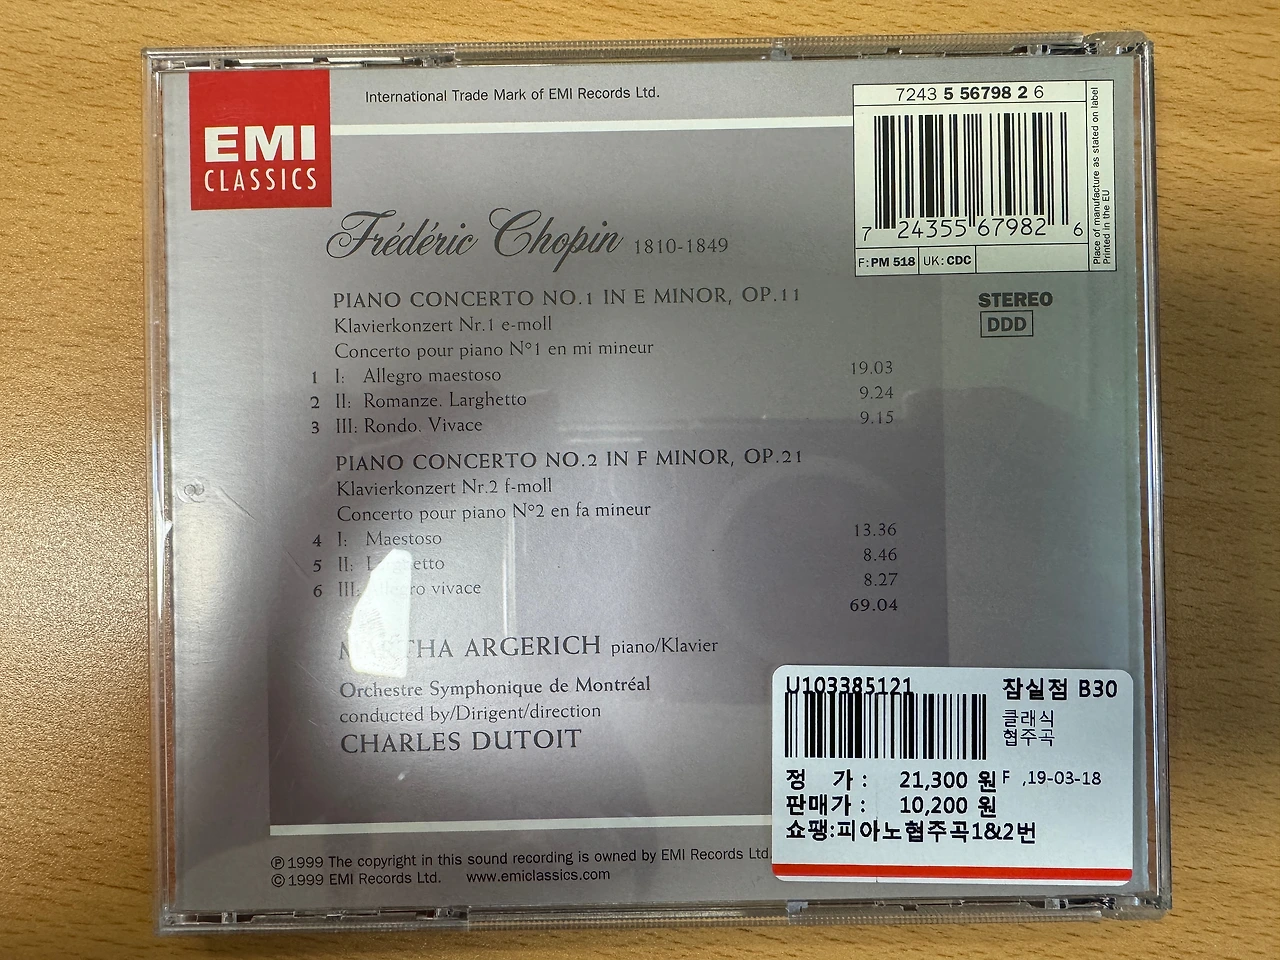 EMI
CLASSICS
International Trade Mark of EMI Records Ltd.
7243 5 56798 2 6
7 24355 67982 6
F: PM 518 UK: CDC
Place of manufacture as stated on label
Printed in the EU
STEREO
DDD
Frédéric Chopin 1810-1849
PIANO CONCERTO NO.1 IN E MINOR, OP.11
Klavierkonzert Nr.1 e-moll
Concerto pour piano N°1 en mi mineur
1 I: Allegro maestoso 19.03
2 II: Romanze. Larghetto 9.24
3 III: Rondo. Vivace 9.15
PIANO CONCERTO NO.2 IN F MINOR, OP.21
Klavierkonzert Nr.2 f-moll
Concerto pour piano N°2 en fa mineur
4 I: Maestoso 13.36
5 II: Larghetto 8.46
6 III: Allegro vivace 8.27
69.04
MARTHA ARGERICH piano/Klavier
Orchestre Symphonique de Montréal
conducted by/Dirigent/direction
CHARLES DUTOIT
℗ 1999 The copyright in this sound recording is owned by EMI Records Ltd.
© 1999 EMI Records Ltd. www.emiclassics.com
U103385121 잠실점 B30
클래식
협주곡
정 가 : 21,300 원 F ,19-03-18
판매가 : 10,200 원
쇼팽:피아노협주곡1&2번